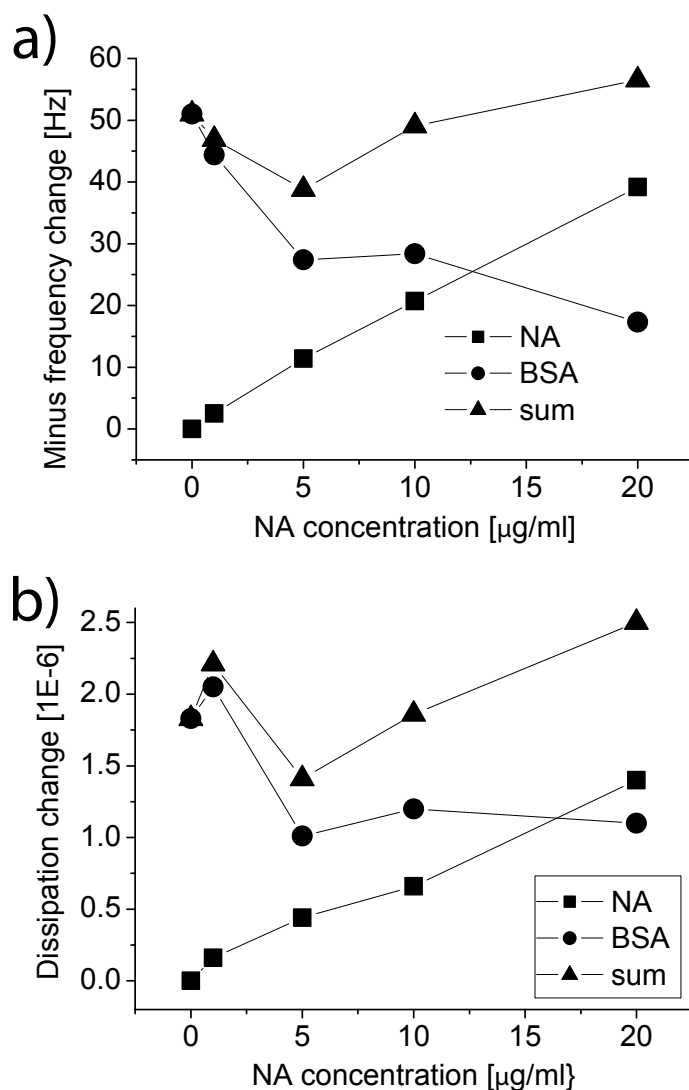 a)
60
50
40
30
20
10
0
Minus frequency change [Hz]
NA
BSA
sum
0 5 10 15 20
NA concentration [μg/ml]
b)
2.5
2.0
1.5
1.0
0.5
0.0
Dissipation change [1E-6]
NA
BSA
sum
0 5 10 15 20
NA concentration [μg/ml}